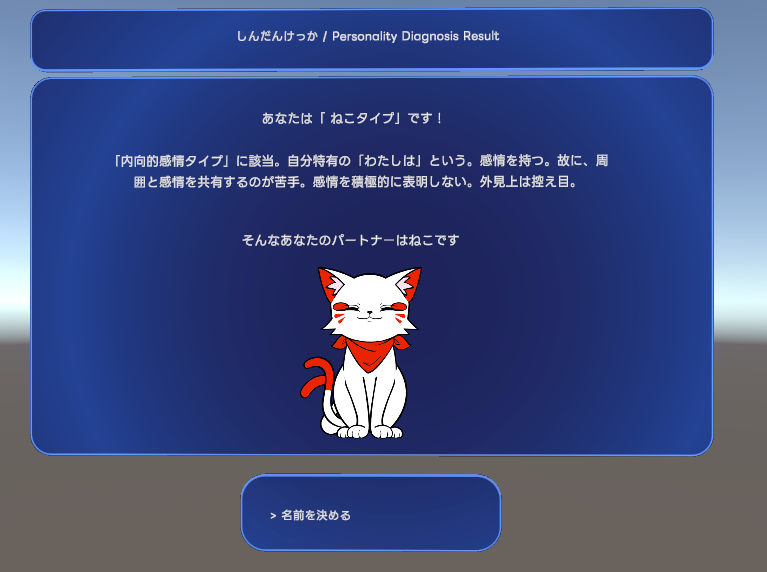 しんだんけっか / Personality Diagnosis Result
あなたは「 ねこタイプ」です！
「内向的感情タイプ」に該当。自分特有の「わたしは」という。感情を持つ。故に、周
囲と感情を共有するのが苦手。感情を積極的に表明しない。外見上は控え目。
そんなあなたのパートナーはねこです
> 名前を決める